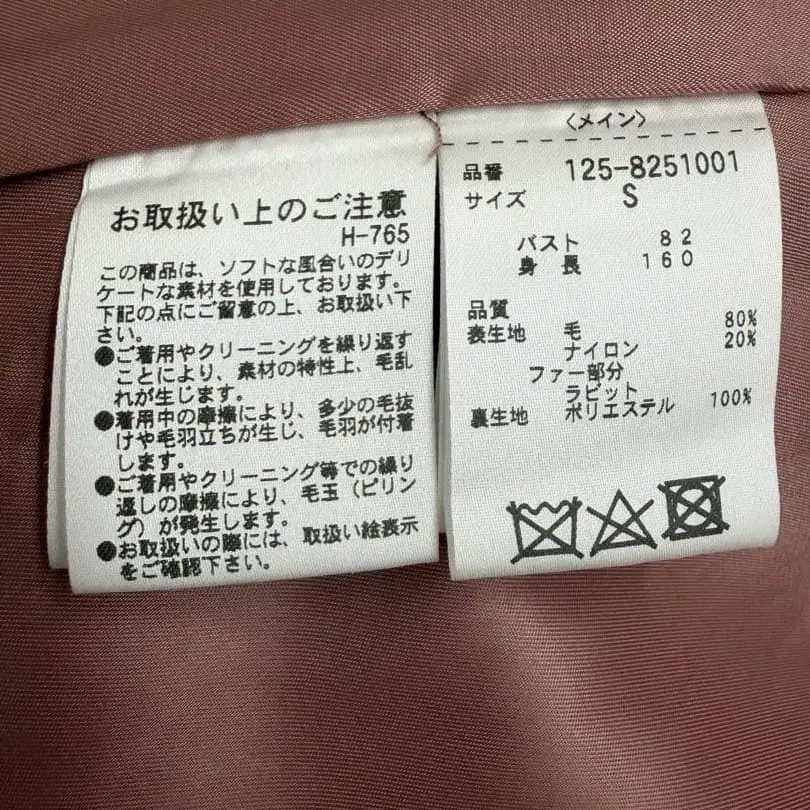 お取扱い上のご注意
H-765
この商品は、ソフトな風合いのデリ
ケートな素材を使用しております。
下記の点にご留意の上、お取扱い下
さい。
●ご着用やクリーニングを繰り返す
ことにより、素材の特性上、毛乱
れが生じます。
●着用中の摩擦により、多少の毛抜
けや毛羽立ちが生じ、毛羽が付着
します。
●ご着用やクリーニング等での繰り
返しの摩擦により、毛玉（ピリン
グ）が発生します。
●お取扱いの際には、取扱い絵表示
をご確認下さい。
〈メイン〉
品番 125-8251001
サイズ S
バスト 82
身長 160
品質
表生地 毛 80%
ナイロン 20%
ファー部分
ラビット
裏生地 ポリエステル 100%